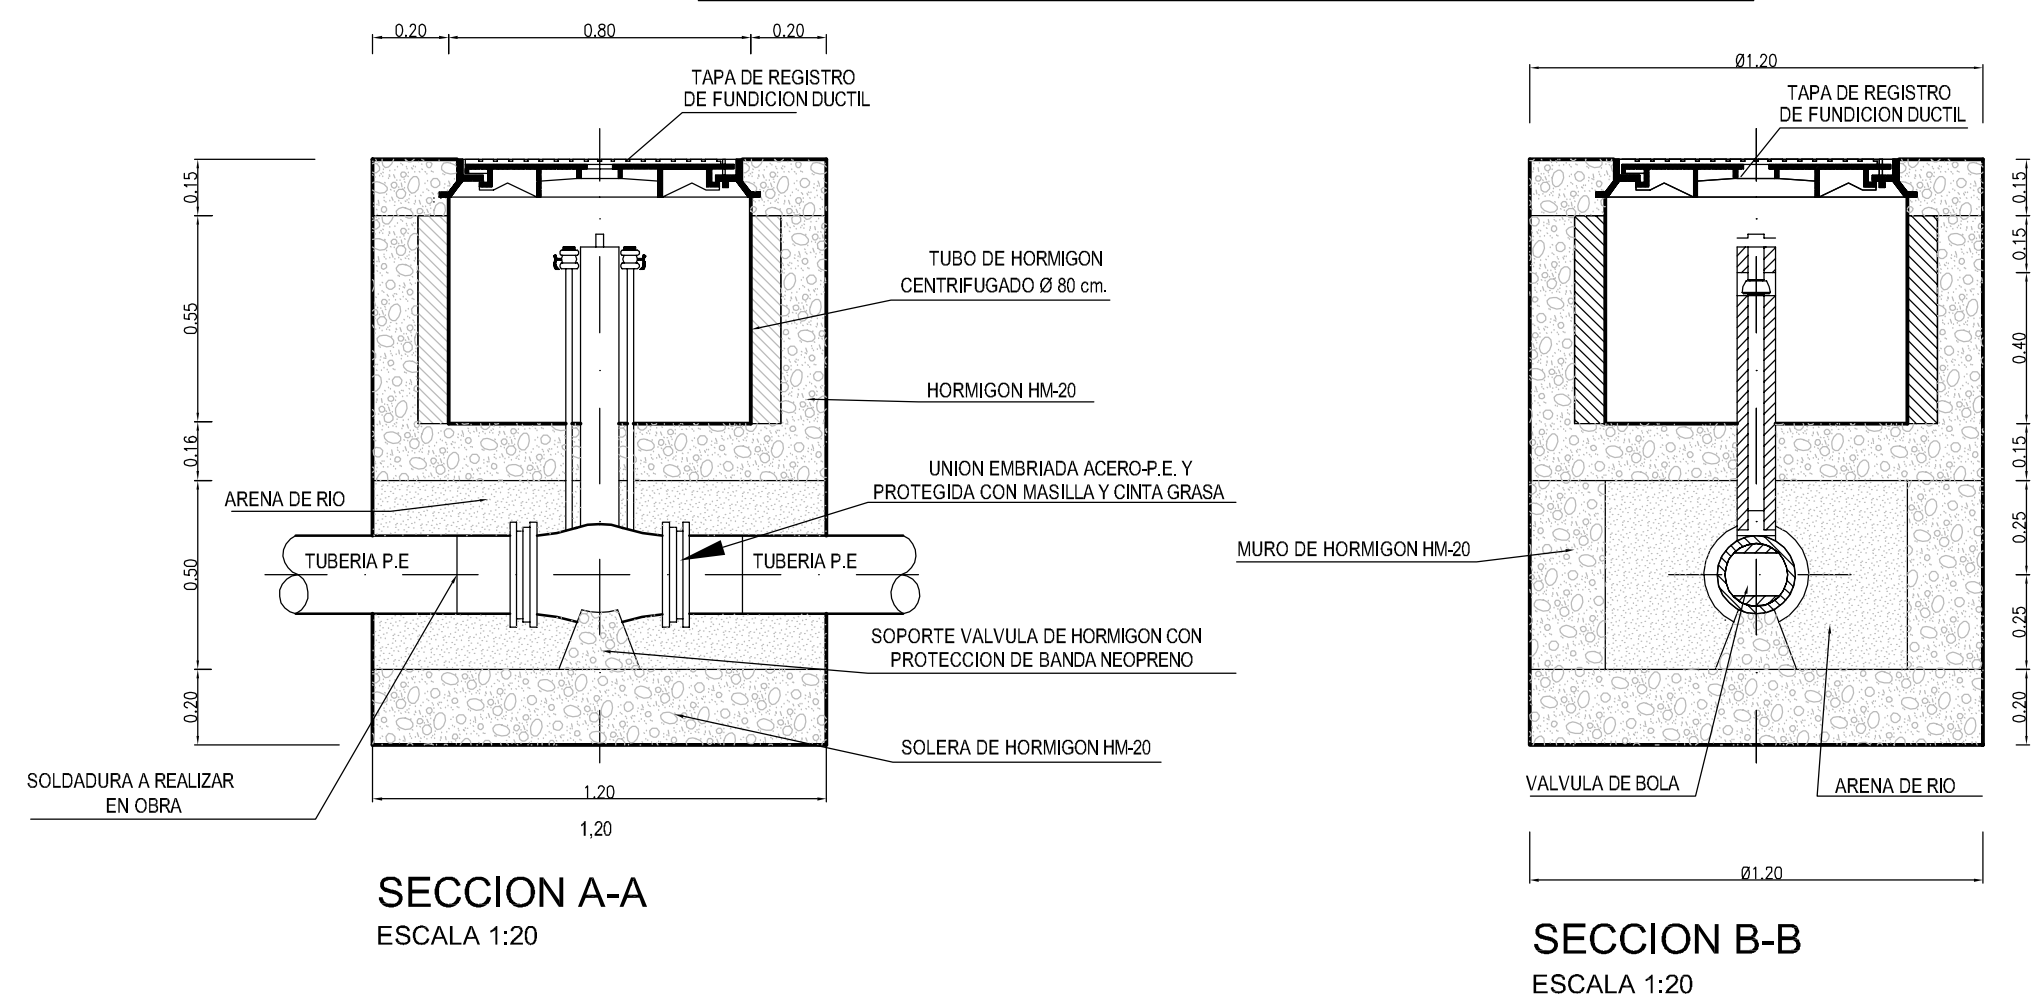 0.20
0.80
0.20
TAPA DE REGISTRO
DE FUNDICION DUCTIL
0.15
0.55
0.16
0.50
0.20
TUBO DE HORMIGON
CENTRIFUGADO Ø 80 cm.
HORMIGON HM-20
UNION EMBRIADA ACERO-P.E. Y
PROTEGIDA CON MASILLA Y CINTA GRASA
ARENA DE RIO
TUBERIA P.E
TUBERIA P.E
SOPORTE VALVULA DE HORMIGON CON
PROTECCION DE BANDA NEOPRENO
SOLERA DE HORMIGON HM-20
SOLDADURA A REALIZAR
EN OBRA
1.20
1,20
SECCION A-A
ESCALA 1:20
Ø1.20
TAPA DE REGISTRO
DE FUNDICION DUCTIL
0.15
0.15
0.40
0.15
0.25
0.25
0.20
MURO DE HORMIGON HM-20
VALVULA DE BOLA
ARENA DE RIO
Ø1.20
SECCION B-B
ESCALA 1:20